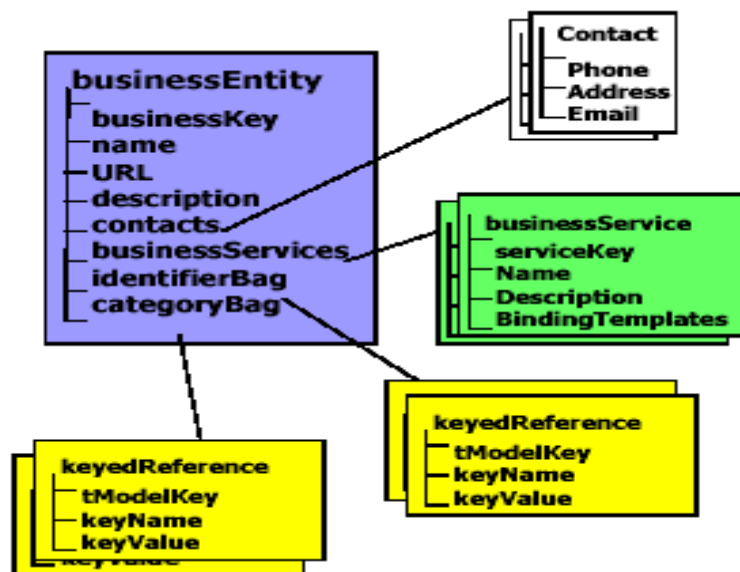 businessEntity
businessKey
name
URL
description
contacts
businessServices
identifierBag
categoryBag
Contact
Phone
Address
Email
businessService
serviceKey
Name
Description
BindingTemplates
keyedReference
tModelKey
keyName
keyValue
keyedReference
tModelKey
keyName
keyValue
keyValue